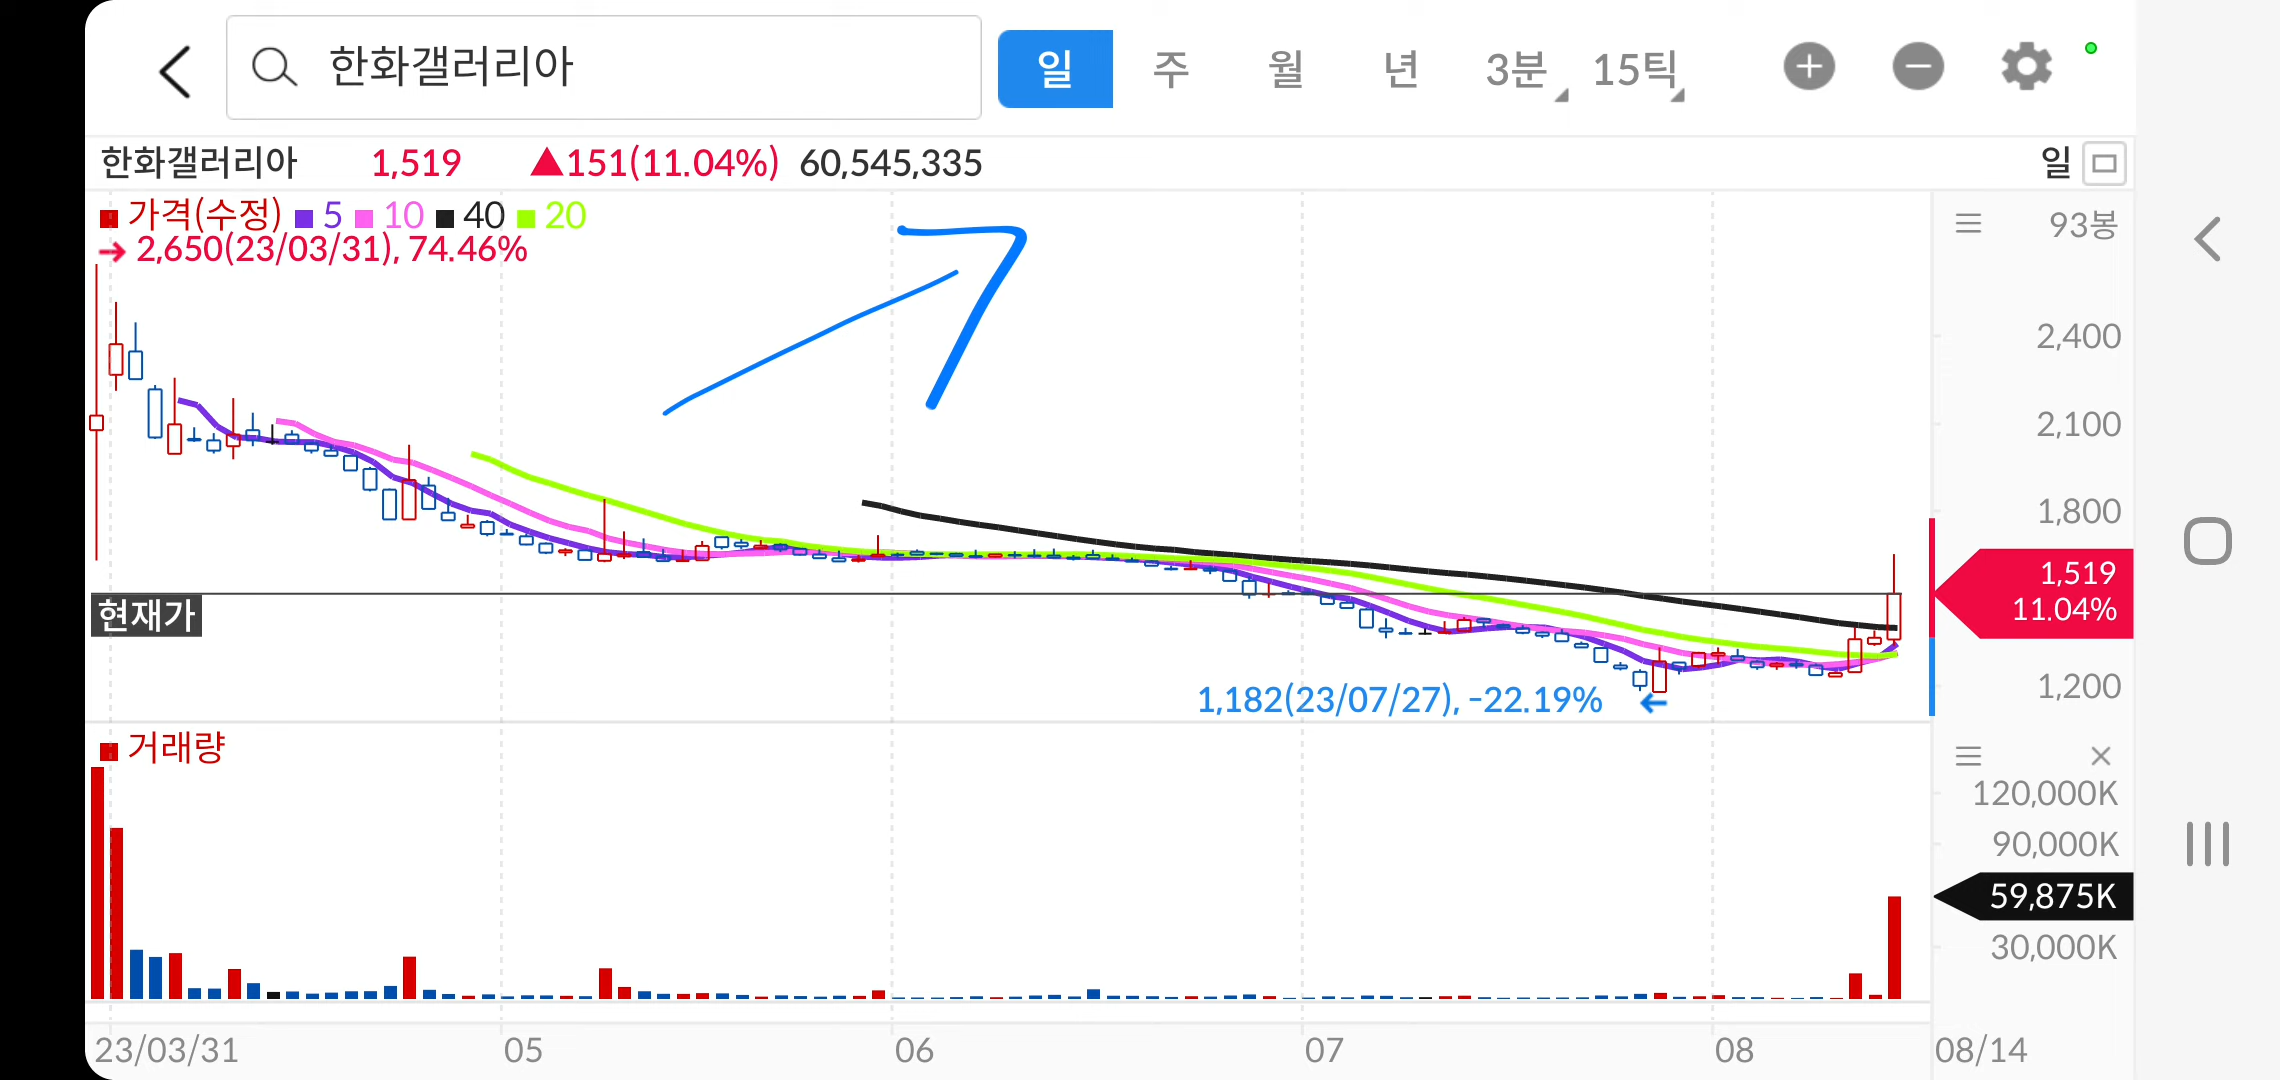 한화갤러리아
일 주 월 년 3분 15틱
한화갤러리아 1,519 ▲151(11.04%) 60,545,335
일
가격(수정) 5 10 40 20
93봉
→ 2,650(23/03/31), 74.46%
2,400
2,100
1,800
1,519
11.04%
현재가
1,200
1,182(23/07/27), -22.19% ←
거래량
120,000K
90,000K
59,875K
30,000K
23/03/31 05 06 07 08 08/14